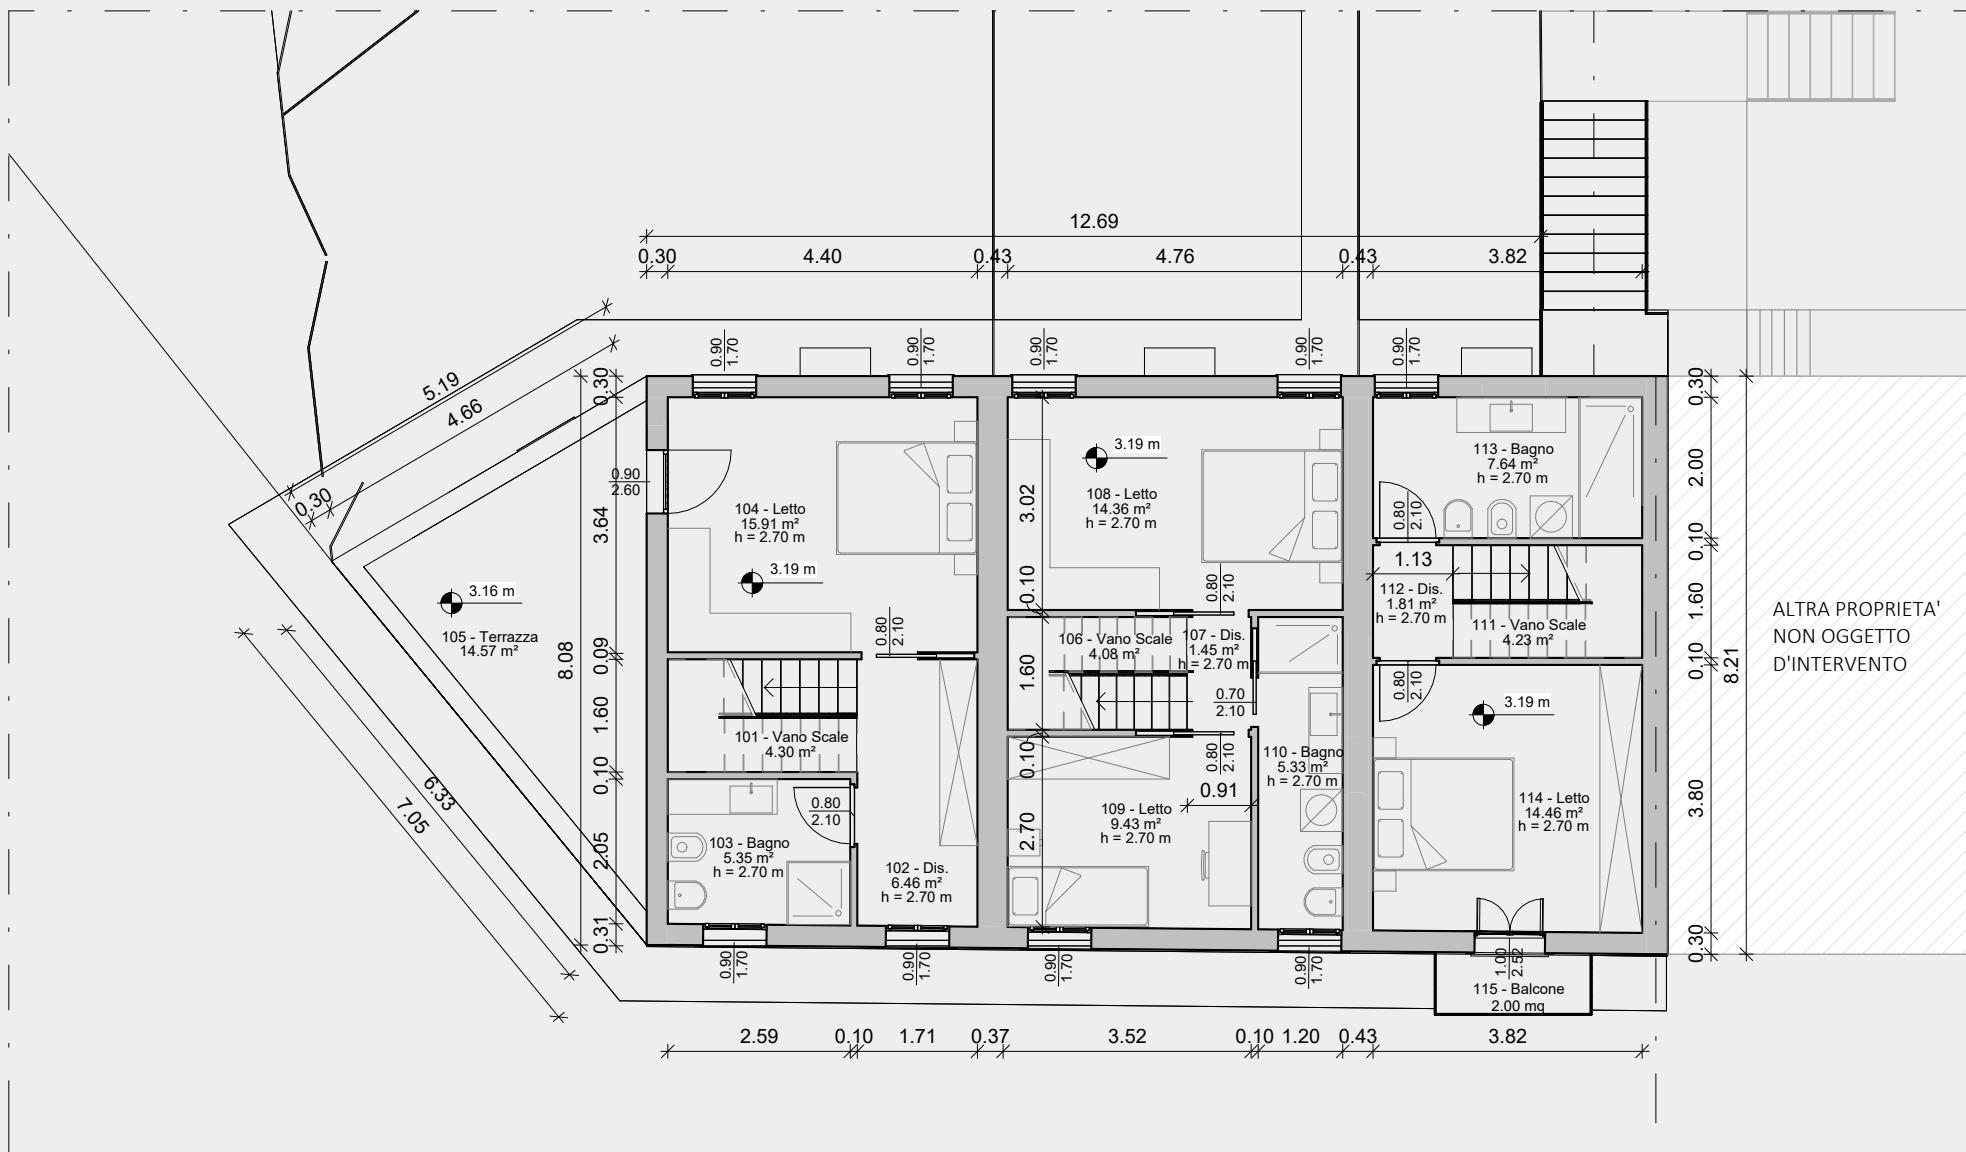 12.69
0.30
4.40
0.43
4.76
0.43
3.82
0.90
1.70
0.90
1.70
0.90
1.70
0.90
1.70
0.90
1.70
5.19
4.66
0.30
7.05
6.33
8.08
0.30
3.64
0.09
1.60
0.10
2.05
0.31
0.90
2.60
3.16 m
105 - Terrazza
14.57 m²
104 - Letto
15.91 m²
h = 2.70 m
3.19 m
0.80
2.10
101 - Vano Scale
4.30 m²
0.80
2.10
103 - Bagno
5.35 m²
h = 2.70 m
102 - Dis.
6.46 m²
h = 2.70 m
3.19 m
108 - Letto
14.36 m²
h = 2.70 m
3.02
0.10
1.60
0.10
2.70
0.80
2.10
106 - Vano Scale
4.08 m²
107 - Dis.
1.45 m²
h = 2.70 m
0.70
2.10
0.80
2.10
0.91
109 - Letto
9.43 m²
h = 2.70 m
110 - Bagno
5.33 m²
h = 2.70 m
113 - Bagno
7.64 m²
h = 2.70 m
0.80
2.10
1.13
112 - Dis.
1.81 m²
h = 2.70 m
111 - Vano Scale
4.23 m²
0.80
2.10
3.19 m
114 - Letto
14.46 m²
h = 2.70 m
1.00
2.52
115 - Balcone
2.00 mq
0.30
2.00
0.10
1.60
0.10
3.80
0.30
8.21
ALTRA PROPRIETA'
NON OGGETTO
D'INTERVENTO
0.90
1.70
0.90
1.70
0.90
1.70
0.90
1.70
2.59
0.10
1.71
0.37
3.52
0.10
1.20
0.43
3.82